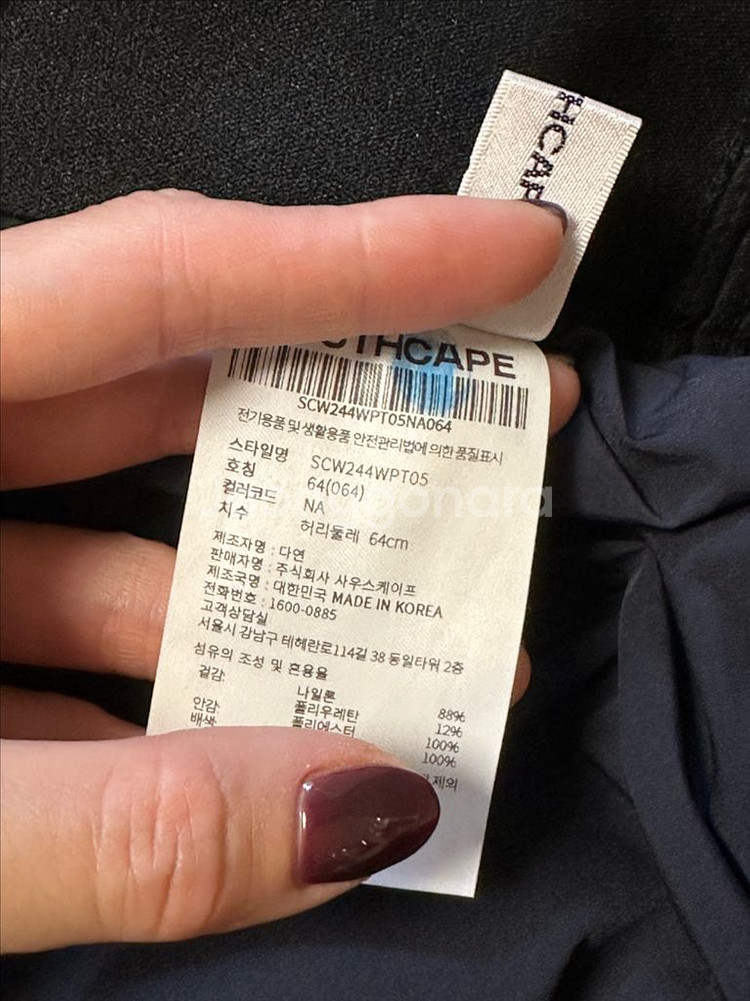 HCAP
OTHCAPE
SCW244WPT05NA064
전기용품 및 생활용품 안전관리법에 의한 품질표시
스타일명 SCW244WPT05
호칭 64(064)
컬러코드 NA
치수 허리둘레 64cm
제조자명 : 다연
판매자명 : 주식회사 사우스케이프
제조국명 : 대한민국 MADE IN KOREA
전화번호 : 1600-0885
고객상담실
서울시 강남구 테헤란로114길 38 동일타워 2층
섬유의 조성 및 혼용율
겉감: 나일론 88%
폴리우레탄 12%
안감: 폴리에스터 100%
배색: 100%
제외